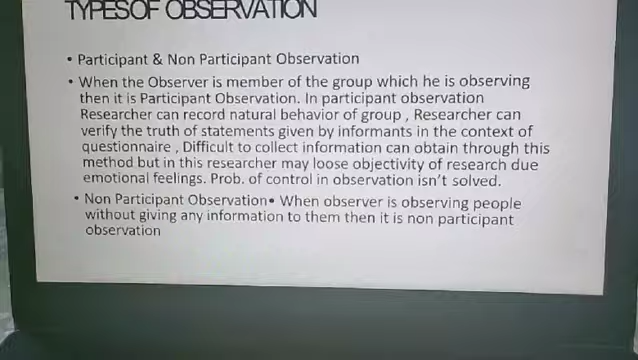 TYPES OF OBSERVATION
• Participant & Non Participant Observation
• When the Observer is member of the group which he is observing
then it is Participant Observation. In participant observation
Researcher can record natural behavior of group , Researcher can
verify the truth of statements given by informants in the context of
questionnaire , Difficult to collect information can obtain through this
method but in this researcher may loose objectivity of research due
emotional feelings. Prob. of control in observation isn't solved.
• Non Participant Observation• When observer is observing people
without giving any information to them then it is non participant
observation